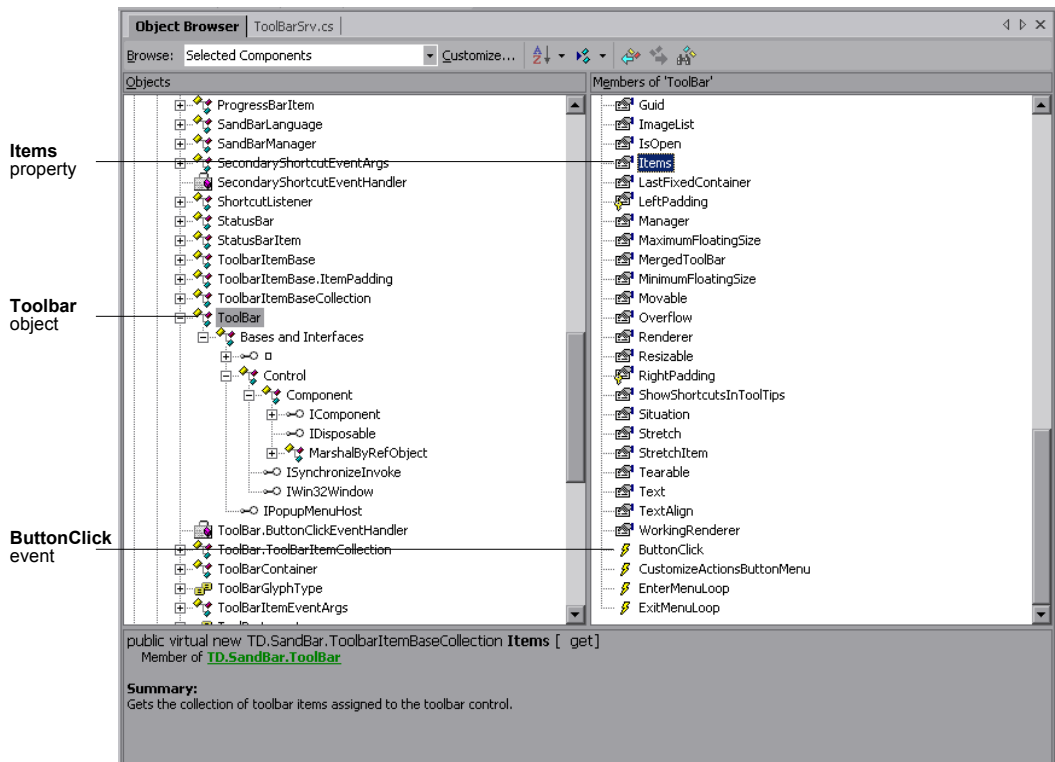 Object Browser ToolBarSrv.cs
Browse: Selected Components Customize...
Objects
ProgressBarItem
SandBarLanguage
SandBarManager
SecondaryShortcutEventArgs
SecondaryShortcutEventHandler
ShortcutListener
StatusBar
StatusBarItem
ToolbarItemBase
ToolbarItemBase.ItemPadding
ToolbarItemBaseCollection
ToolBar
Bases and Interfaces
Control
Component
IComponent
IDisposable
MarshalByRefObject
ISynchronizeInvoke
IWin32Window
IPopupMenuHost
ToolBar.ButtonClickEventHandler
ToolBar.ToolBarItemCollection
ToolBarContainer
ToolBarGlyphType
ToolBarItemEventArgs
Members of 'ToolBar'
Guid
ImageList
IsOpen
Items
LastFixedContainer
LeftPadding
Manager
MaximumFloatingSize
MergedToolBar
MinimumFloatingSize
Movable
Overflow
Renderer
Resizable
RightPadding
ShowShortcutsInToolTips
Situation
Stretch
StretchItem
Tearable
Text
TextAlign
WorkingRenderer
ButtonClick
CustomizeActionsButtonMenu
EnterMenuLoop
ExitMenuLoop
Items
property
Toolbar
object
ButtonClick
event
public virtual new TD.SandBar.ToolbarItemBaseCollection Items [ get]
Member of TD.SandBar.ToolBar
Summary:
Gets the collection of toolbar items assigned to the toolbar control.